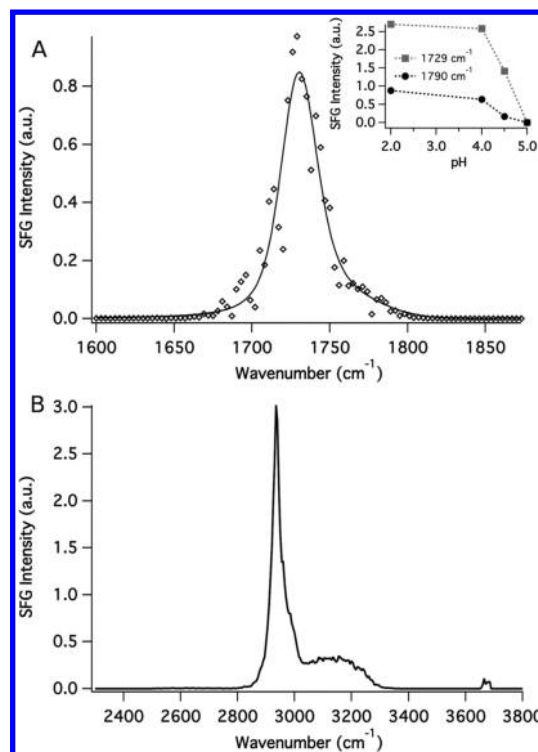 A
SFG Intensity (a.u.)
0.8
0.6
0.4
0.2
0.0
1600 1650 1700 1750 1800 1850
Wavenumber (cm-1)
SFG Intensity (a.u.)
2.5
2.0
1.5
1.0
0.5
0.0
1729 cm-1
1790 cm-1
2.0 3.0 4.0 5.0
pH
B
SFG Intensity (a.u.)
3.0
2.5
2.0
1.5
1.0
0.5
0.0
2400 2600 2800 3000 3200 3400 3600 3800
Wavenumber (cm-1)